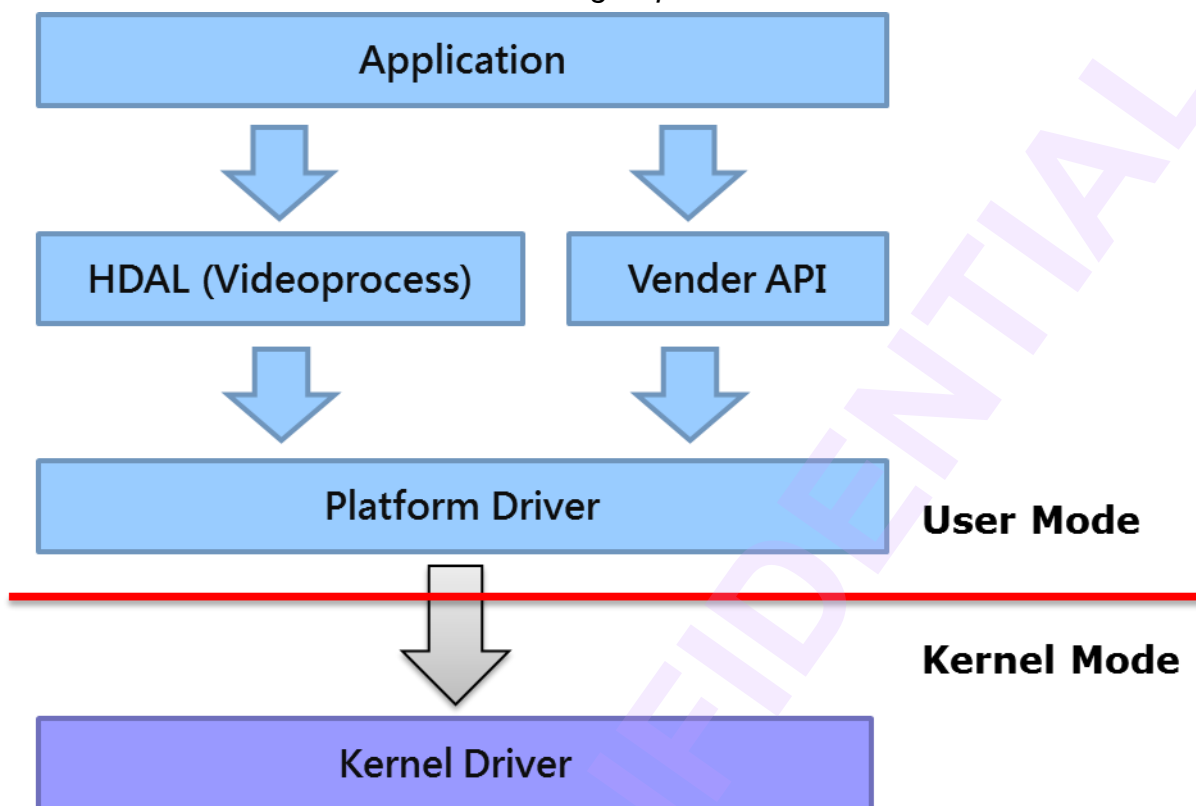 Application
HDAL (Videoprocess)
Vender API
Platform Driver
User Mode
Kernel Mode
Kernel Driver